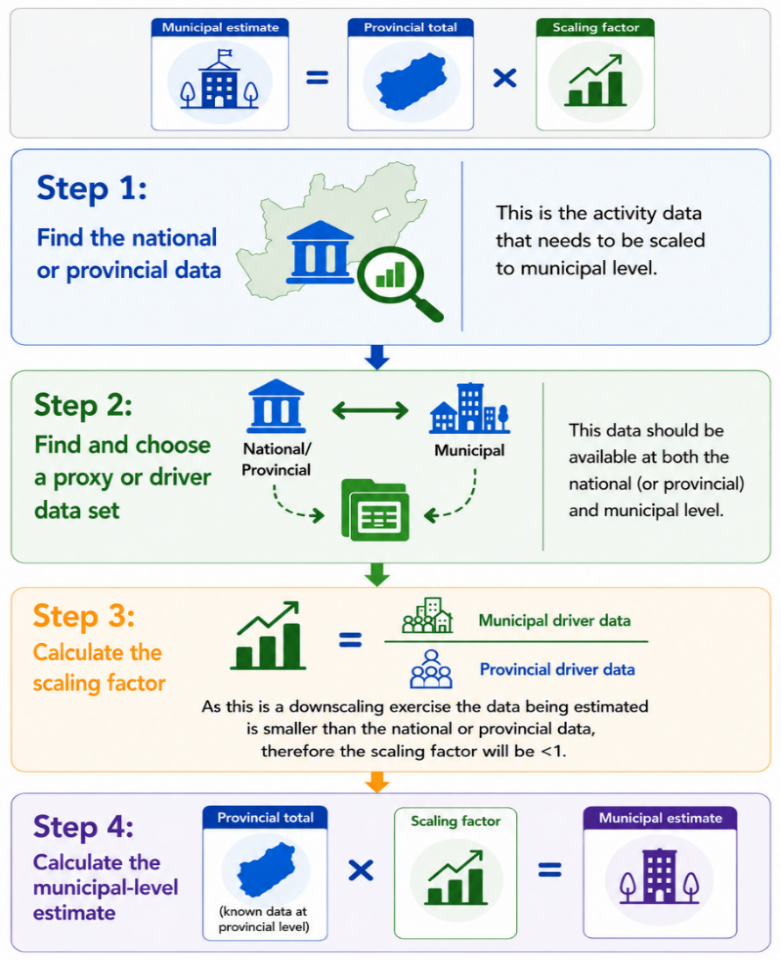 Municipal estimate
=
Provincial total
×
Scaling factor
Step 1:
Find the national
or provincial data
This is the activity data
that needs to be scaled
to municipal level.
Step 2:
Find and choose
a proxy or driver
data set
National/
Provincial
Municipal
This data should be
available at both the
national (or provincial)
and municipal level.
Step 3:
Calculate the
scaling factor
=
Municipal driver data
Provincial driver data
As this is a downscaling exercise the data being estimated
is smaller than the national or provincial data,
therefore the scaling factor will be <1.
Step 4:
Calculate the
municipal-level
estimate
Provincial total
(known data at
provincial level)
×
Scaling factor
=
Municipal estimate